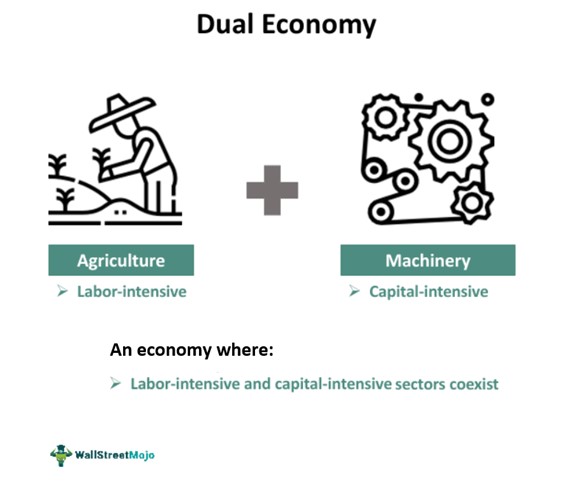 Dual Economy
Agriculture
Machinery
➢ Labor-intensive
➢ Capital-intensive
An economy where:
➢ Labor-intensive and capital-intensive sectors coexist
WallStreetMojo